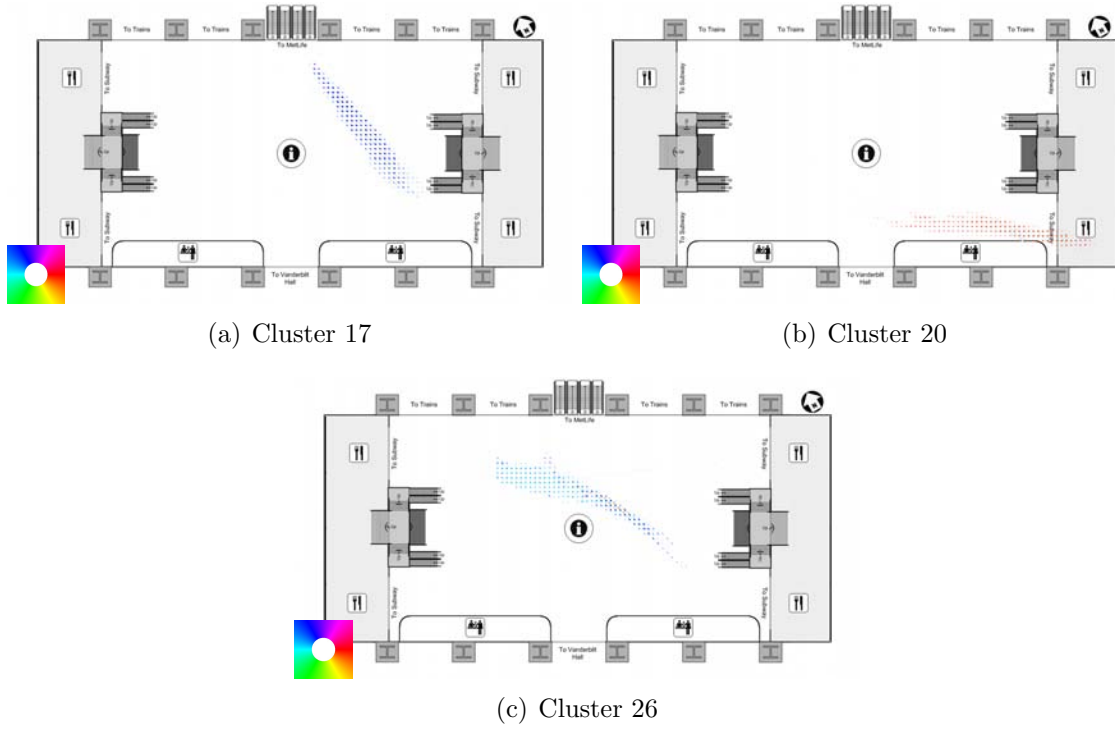 To Trains To Trains To Trains To Trains
To MetLife
To Subway To Subway
i
To Subway To Subway
To Vanderbilt
Hall
(a) Cluster 17
To Trains To Trains To Trains To Trains
To MetLife
To Subway To Subway
i
To Subway To Subway
To Vanderbilt
Hall
(b) Cluster 20
To Trains To Trains To Trains To Trains
To MetLife
To Subway To Subway
i
To Subway To Subway
To Vanderbilt
Hall
(c) Cluster 26